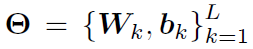 Θ = {W_k, b_k}_{k=1}^L